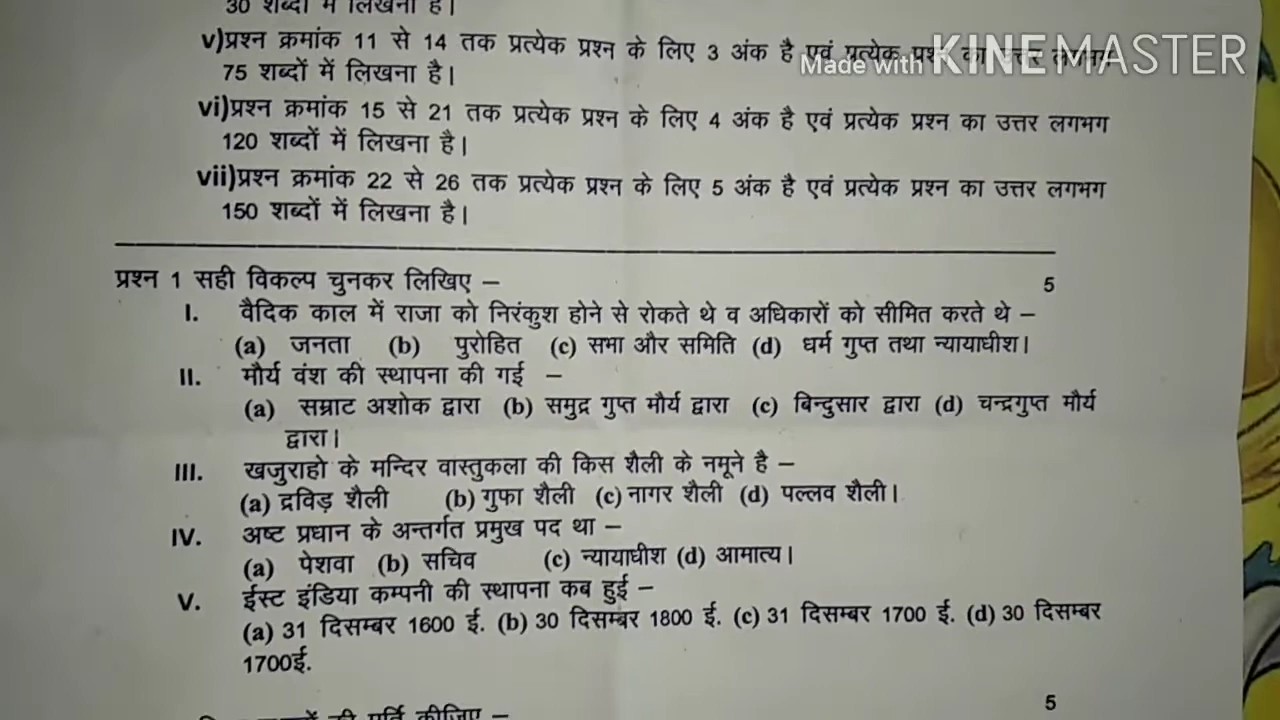 30 शब्दों में लिखना है।
v)प्रश्न क्रमांक 11 से 14 तक प्रत्येक प्रश्न के लिए 3 अंक है एवं प्रत्येक प्रश्न का उत्तर लगभग
Made with KINEMASTER
75 शब्दों में लिखना है।
vi)प्रश्न क्रमांक 15 से 21 तक प्रत्येक प्रश्न के लिए 4 अंक है एवं प्रत्येक प्रश्न का उत्तर लगभग
120 शब्दों में लिखना है।
vii)प्रश्न क्रमांक 22 से 26 तक प्रत्येक प्रश्न के लिए 5 अंक है एवं प्रत्येक प्रश्न का उत्तर लगभग
150 शब्दों में लिखना है।
प्रश्न 1 सही विकल्प चुनकर लिखिए – 5
I. वैदिक काल में राजा को निरंकुश होने से रोकते थे व अधिकारों को सीमित करते थे –
(a) जनता (b) पुरोहित (c) सभा और समिति (d) धर्म गुप्त तथा न्यायाधीश।
II. मौर्य वंश की स्थापना की गई –
(a) सम्राट अशोक द्वारा (b) समुद्र गुप्त मौर्य द्वारा (c) बिन्दुसार द्वारा (d) चन्द्रगुप्त मौर्य
द्वारा।
III. खजुराहो के मन्दिर वास्तुकला की किस शैली के नमूने है –
(a) द्रविड़ शैली (b) गुफा शैली (c) नागर शैली (d) पल्लव शैली।
IV. अष्ट प्रधान के अन्तर्गत प्रमुख पद था –
(a) पेशवा (b) सचिव (c) न्यायाधीश (d) आमात्य।
V. ईस्ट इंडिया कम्पनी की स्थापना कब हुई –
(a) 31 दिसम्बर 1600 ई. (b) 30 दिसम्बर 1800 ई. (c) 31 दिसम्बर 1700 ई. (d) 30 दिसम्बर
1700ई.
की पूर्ति कीजिए – 5